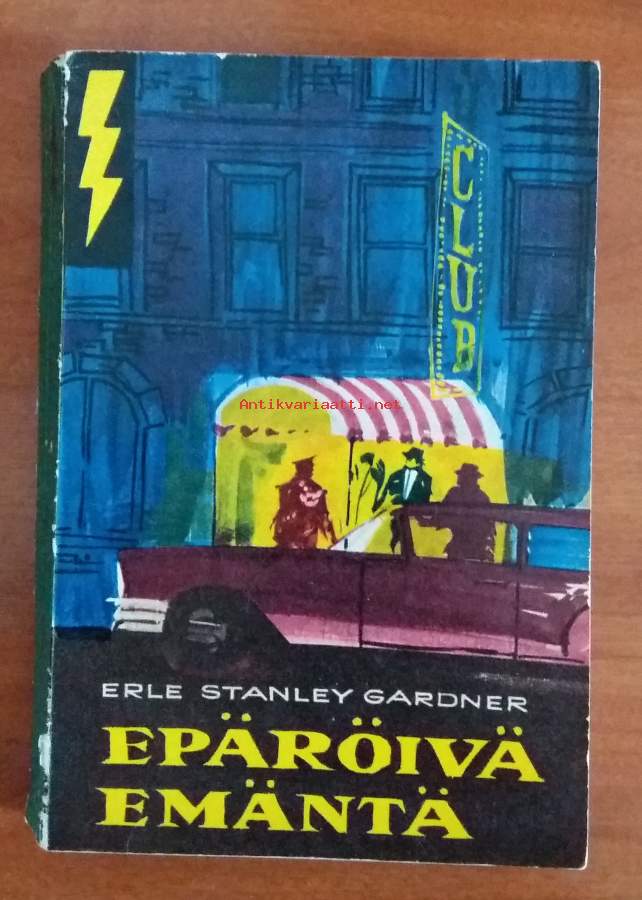 CLUB
Antikvariaatti.net
ERLE STANLEY GARDNER
EPÄRÖIVÄ
EMÄNTÄ